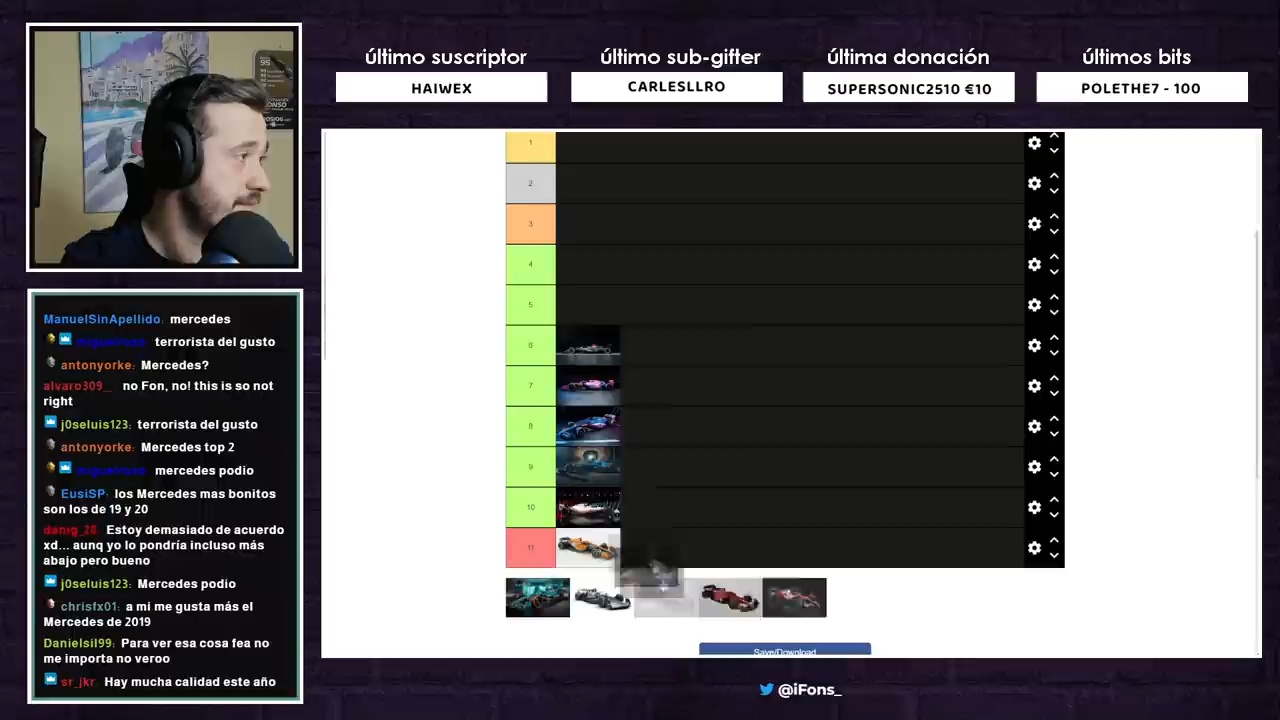 último suscriptor
último sub-gifter
última donación
últimos bits
HAIWEX
CARLESLLRO
SUPERSONIC2510 €10
POLETHE7 - 100
1
2
3
4
5
6
7
8
9
10
11
Save/Download
ManuelSinApellido: mercedes
terrorista del gusto
antonyorke: Mercedes?
alvaro309__ no Fon, no! this is so not
right
j0seluis123: terrorista del gusto
antonyorke: Mercedes top 2
mercedes podio
EusiSP: los Mercedes mas bonitos
son los de 19 y 20
danig_28 Estoy demasiado de acuerdo
xd... aunq yo lo pondría incluso más
abajo pero bueno
j0seluis123: Mercedes podio
chrisfx01: a mi me gusta más el
Mercedes de 2019
Danielsil99: Para ver esa cosa fea no
me importa no veroo
sr_jkr Hay mucha calidad este año
@iFons_